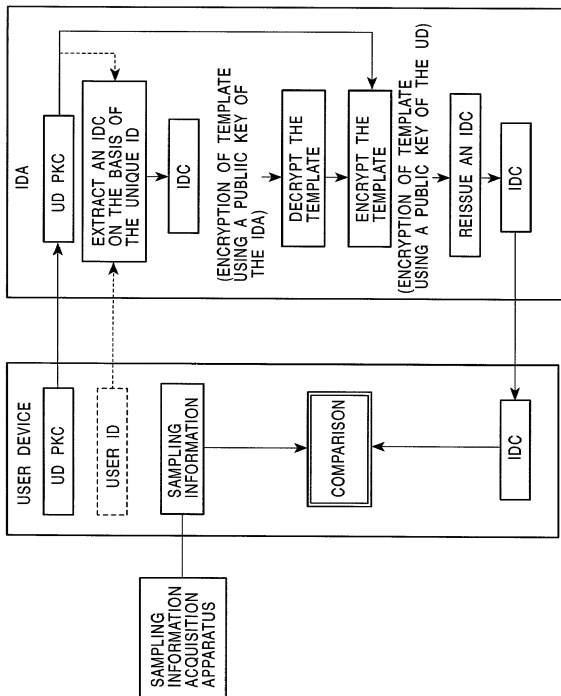 SAMPLING
INFORMATION
ACQUISITION
APPARATUS
USER DEVICE
UD PKC
USER ID
SAMPLING
INFORMATION
COMPARISON
IDC
IDA
UD PKC
EXTRACT AN IDC
ON THE BASIS OF
THE UNIQUE ID
IDC
(ENCRYPTION OF TEMPLATE
USING A PUBLIC KEY OF
THE IDA)
DECRYPT THE
TEMPLATE
ENCRYPT THE
TEMPLATE
(ENCRYPTION OF TEMPLATE
USING A PUBLIC KEY OF THE UD)
REISSUE AN IDC
IDC